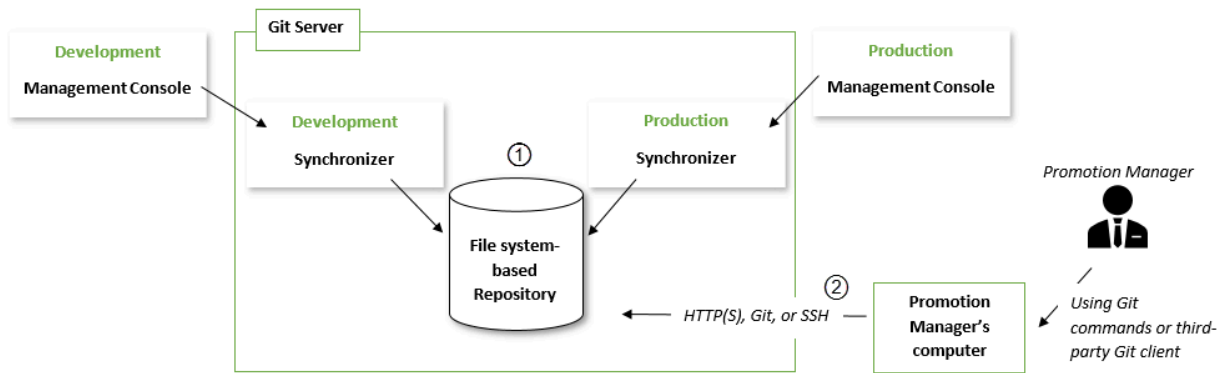 Git Server
Development
Management Console
Production
Management Console
Development
Synchronizer
Production
Synchronizer
1
File system-
based
Repository
Promotion Manager
2
HTTP(S), Git, or SSH
Promotion
Manager's
computer
Using Git
commands or third-
party Git client